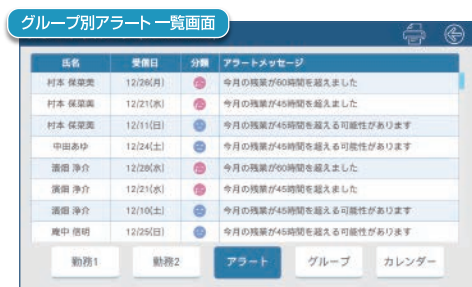 グループ別アラート一覧画面
氏名 受信日 分類 アラートメッセージ
村本 保菜美 12/26(月) 今月の残業が60時間を超えました
村本 保菜美 12/21(水) 今月の残業が45時間を超えました
村本 保菜美 12/11(日) 今月の残業が45時間を超える可能性があります
中田あゆ 12/24(土) 今月の残業が45時間を超える可能性があります
濱畑 浄介 12/28(水) 今月の残業が60時間を超えました
濱畑 浄介 12/21(水) 今月の残業が45時間を超えました
濱畑 浄介 12/10(土) 今月の残業が45時間を超える可能性があります
信明 12/25(日) 今月の残業が45時間を超える可能性があります
勤務1 勤務2 アラート グループ カレンダー